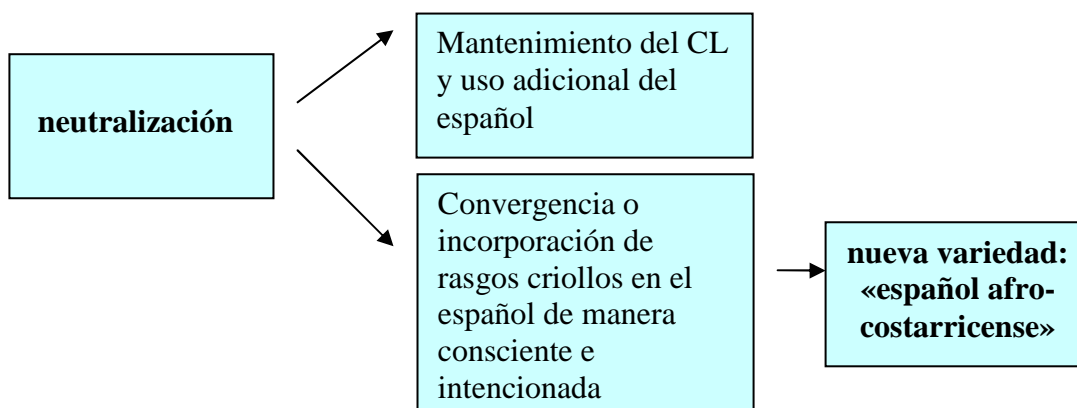 neutralización
Mantenimiento del CL
y uso adicional del
español
Convergencia o
incorporación de
rasgos criollos en el
español de manera
consciente e
intencionada
nueva variedad:
«español afro-
costarricense»